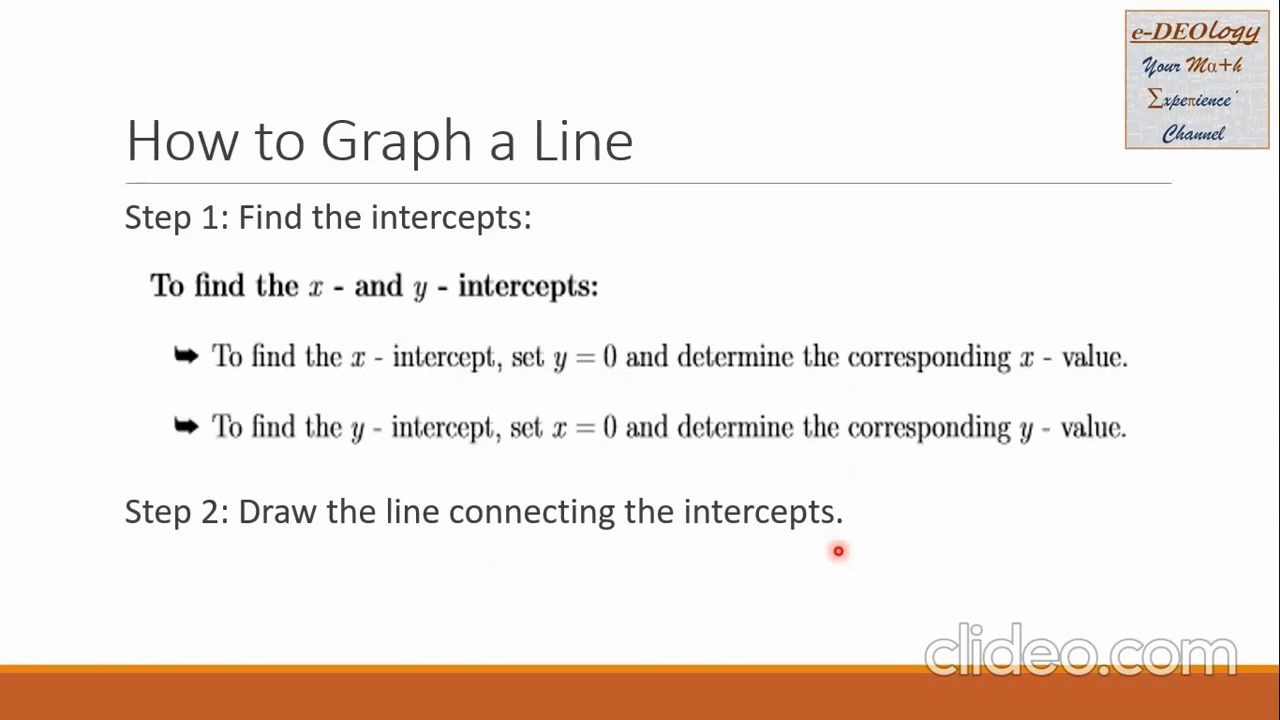 e-DEOlogy
Your Mα+h
Σxpeπience'
Channel
How to Graph a Line
Step 1: Find the intercepts:
To find the x - and y - intercepts:
➥ To find the x - intercept, set y = 0 and determine the corresponding x - value.
➥ To find the y - intercept, set x = 0 and determine the corresponding y - value.
Step 2: Draw the line connecting the intercepts.
clideo.com